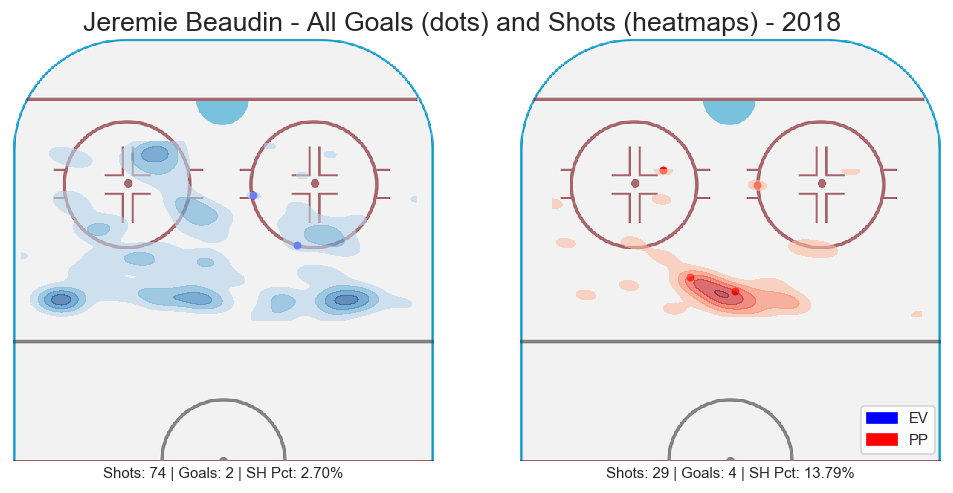 Jeremie Beaudin - All Goals (dots) and Shots (heatmaps) - 2018
EV
PP
Shots: 74 | Goals: 2 | SH Pct: 2.70%
Shots: 29 | Goals: 4 | SH Pct: 13.79%